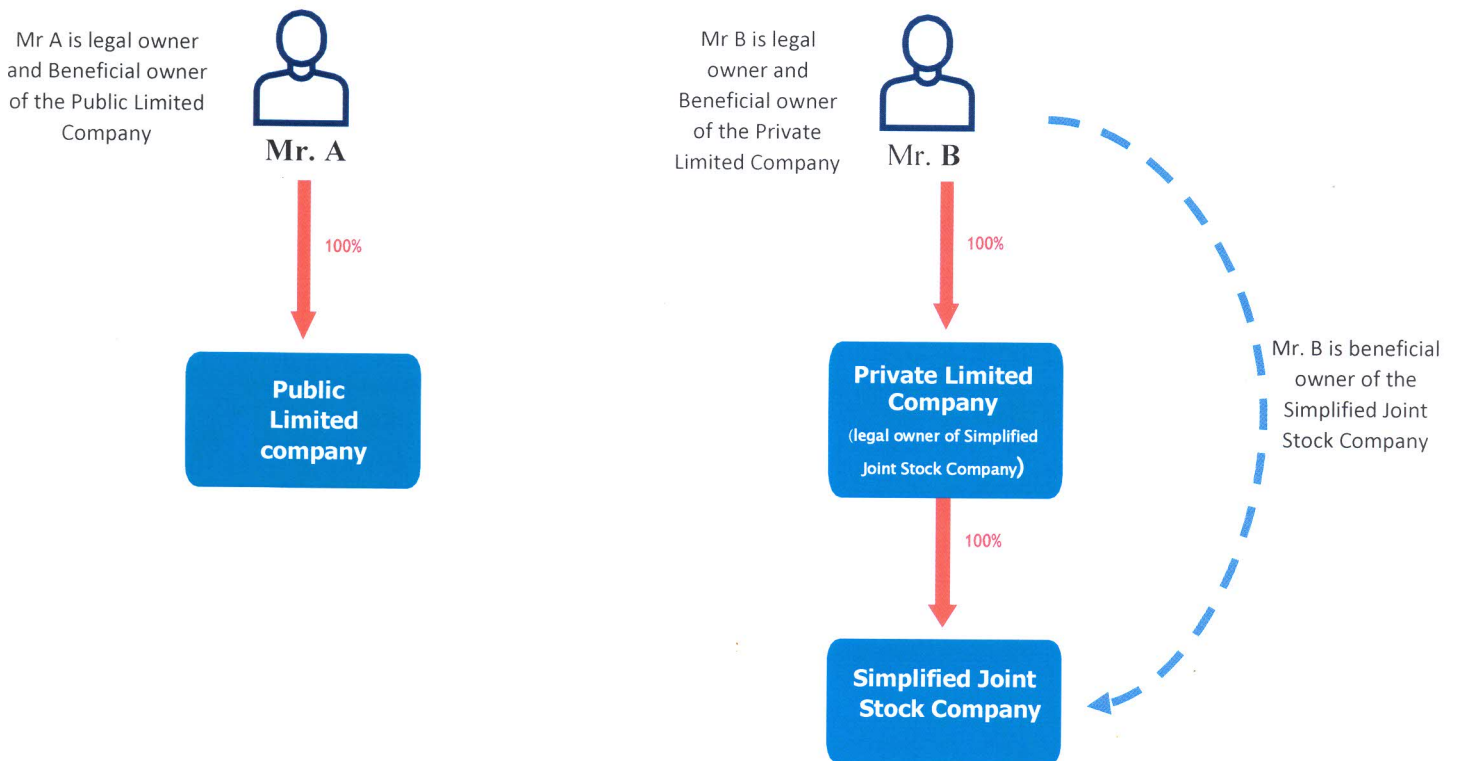 Mr A is legal owner
and Beneficial owner
of the Public Limited
Company
Mr. A
100%
Public
Limited
company
Mr B is legal
owner and
Beneficial owner
of the Private
Limited Company
Mr. B
100%
Private Limited
Company
(legal owner of Simplified
Joint Stock Company)
100%
Simplified Joint
Stock Company
Mr. B is beneficial
owner of the
Simplified Joint
Stock Company